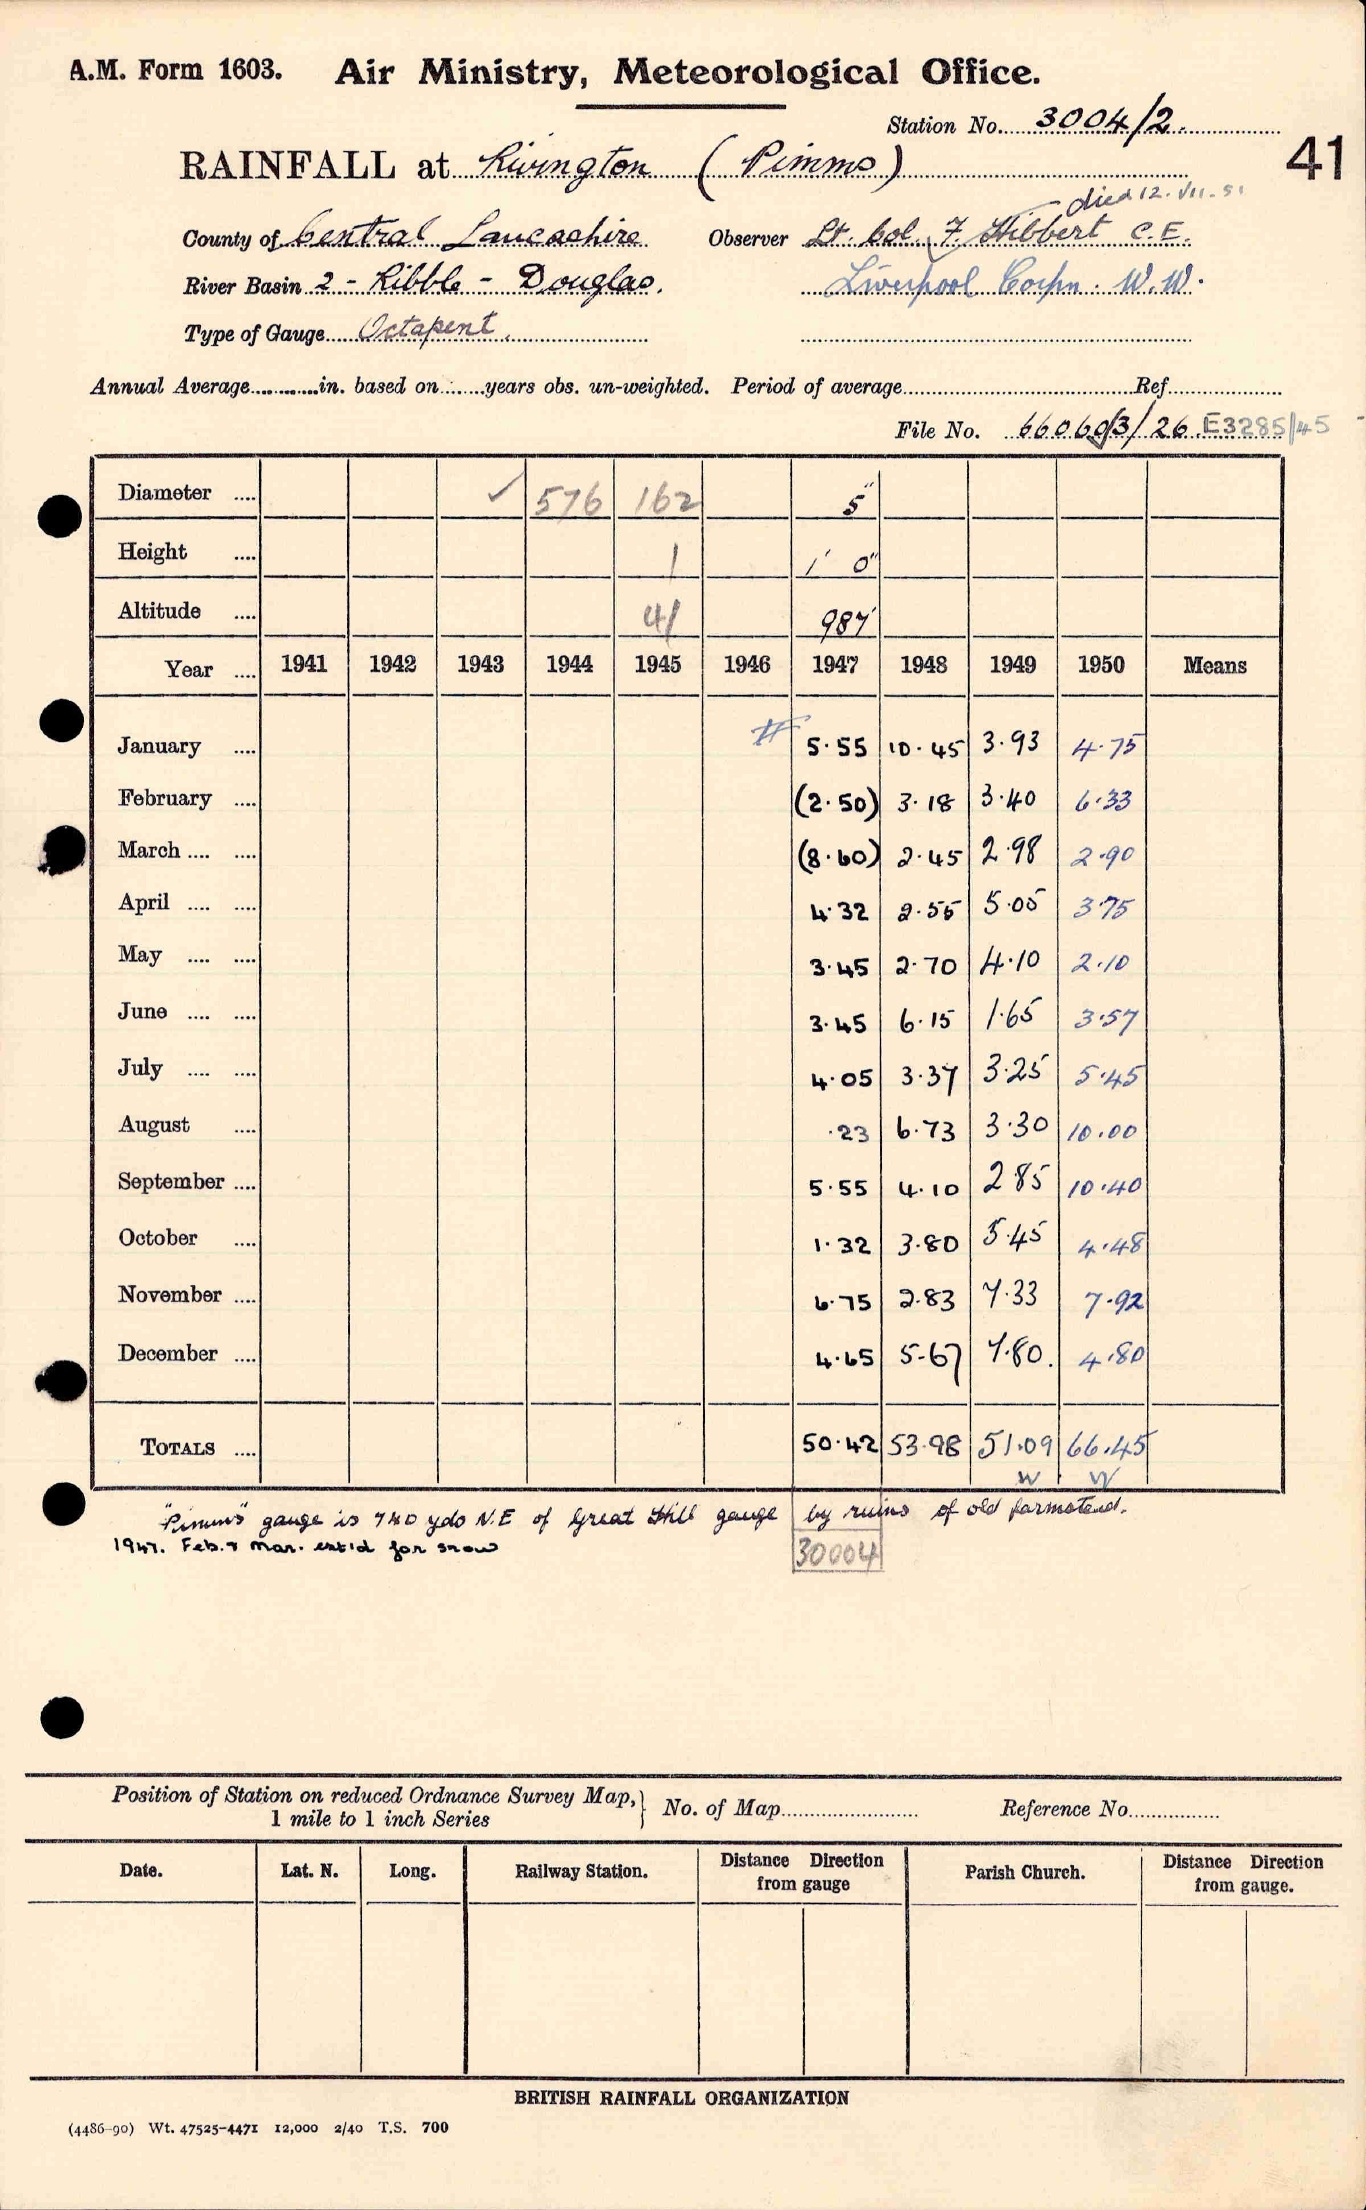 A.M. Form 1603. Air Ministry, Meteorological Office.
Station No. 3004/2.
41
RAINFALL at Rivington (Pimms)
died 12.VII.51
County of Central Lancashire Observer Lt. Col. F. Hibbert C.E.
River Basin 2 - Ribble - Douglas. Liverpool Corpn. W.W.
Type of Gauge Octapent.
Annual Average in. based on years obs. un-weighted. Period of average Ref
File No. 66060/3/26 E3285/45
Diameter .... ✓ 576 162 5"
Height .... 1 1' 0"
Altitude .... 41 987'
Year .... 1941 1942 1943 1944 1945 1946 1947 1948 1949 1950 Means
January .... # 5.55 10.45 3.93 4.75
February .... (2.50) 3.18 3.40 6.33
March .... .... (8.60) 2.45 2.98 2.90
April .... .... 4.32 2.55 5.05 3.75
May .... .... 3.45 2.70 4.10 2.10
June .... .... 3.45 6.15 1.65 3.57
July .... .... 4.05 3.37 3.25 5.45
August .... .23 6.73 3.30 10.00
September .... 5.55 4.10 2.85 10.40
October .... 1.32 3.80 5.45 4.48
November .... 6.75 2.83 7.33 7.92
December .... 4.65 5.67 7.80. 4.80
TOTALS .... 50.42 53.98 51.09 66.45
W W
"Pimms" gauge is 740 yds N.E of Great Hill gauge by ruins of old farmstead.
1947. Feb. & Mar. est'd for snow
30004
Position of Station on reduced Ordnance Survey Map, } No. of Map Reference No.
1 mile to 1 inch Series
Date. Lat. N. Long. Railway Station. Distance Direction from gauge Parish Church. Distance Direction from gauge.
BRITISH RAINFALL ORGANIZATION
(4486-90) Wt. 47525-4471 12,000 2/40 T.S. 700